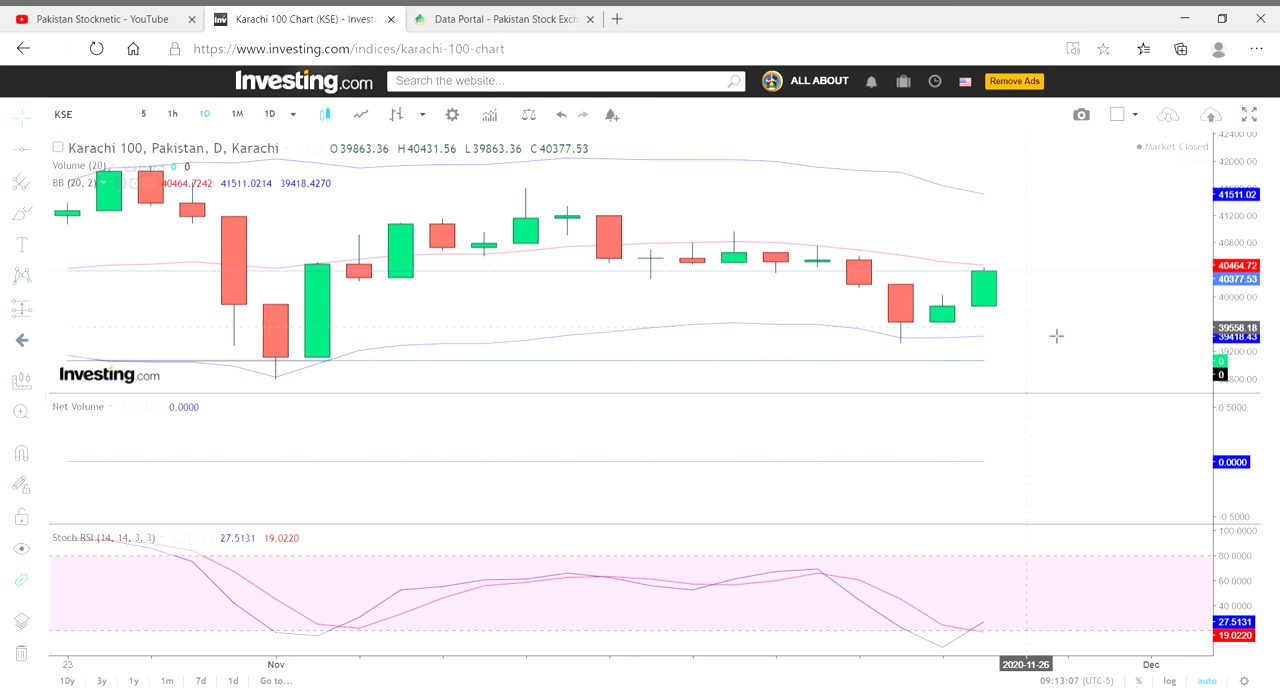 Pakistan Stocknetic - YouTube
Karachi 100 Chart (KSE) - Invest
Data Portal - Pakistan Stock Exch
https://www.investing.com/indices/karachi-100-chart
Investing.com
Search the website...
ALL ABOUT
Remove Ads
KSE 5 1h 1D 1M 1D
Karachi 100, Pakistan, D, Karachi O39863.36 H40431.56 L39863.36 C40377.53
Market Closed
Volume (20) 0 0
BB (20, 2) 40464.7242 41511.0214 39418.4270
42400.00
42000.00
41511.02
41200.00
40800.00
40464.72
40377.53
40000.00
39558.18
39418.43
39200.00
0
0
Investing.com
Net Volume 0.0000
0.5000
0.0000
-0.5000
Stoch RSI (14, 14, 3, 3) 27.5131 19.0220
100.0000
80.0000
60.0000
40.0000
27.5131
19.0220
23 Nov 2020-11-26 Dec
10y 3y 1y 1m 7d 1d Go to... 09:13:07 (UTC-5) % log auto